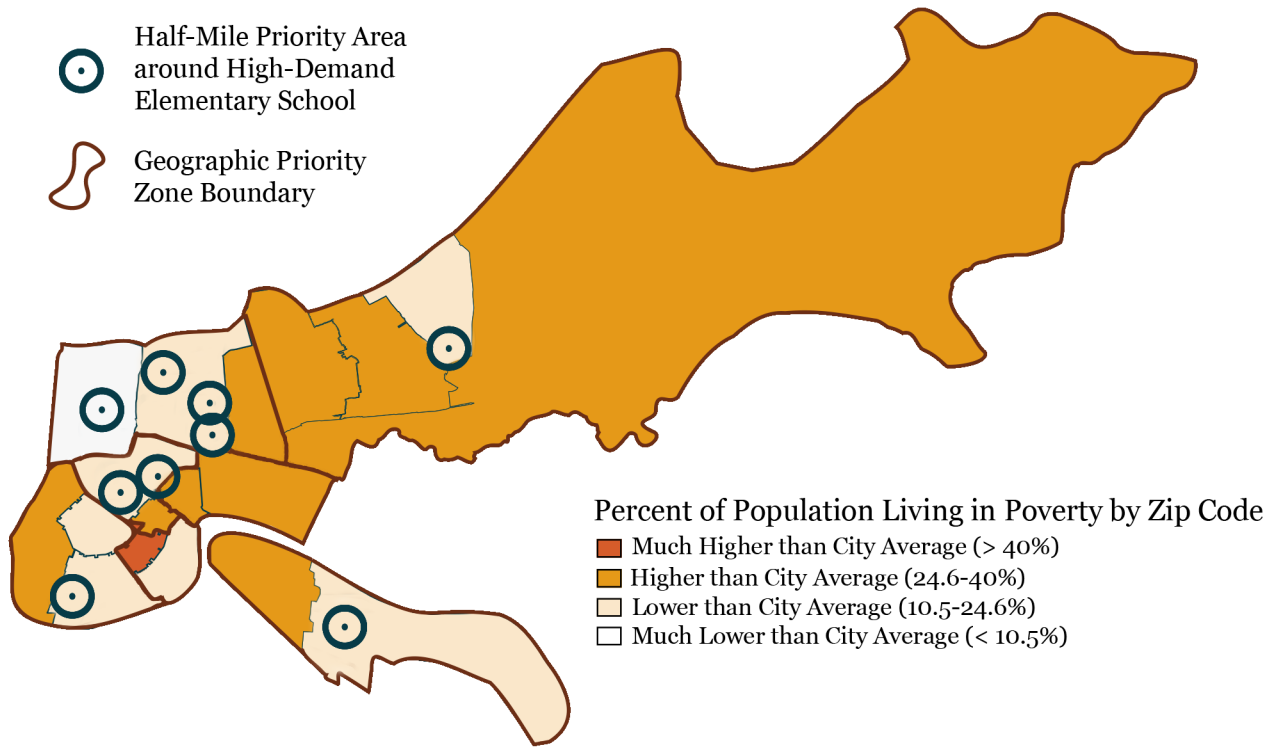 Half-Mile Priority Area
around High-Demand
Elementary School
Geographic Priority
Zone Boundary
Percent of Population Living in Poverty by Zip Code
Much Higher than City Average (> 40%)
Higher than City Average (24.6-40%)
Lower than City Average (10.5-24.6%)
Much Lower than City Average (< 10.5%)